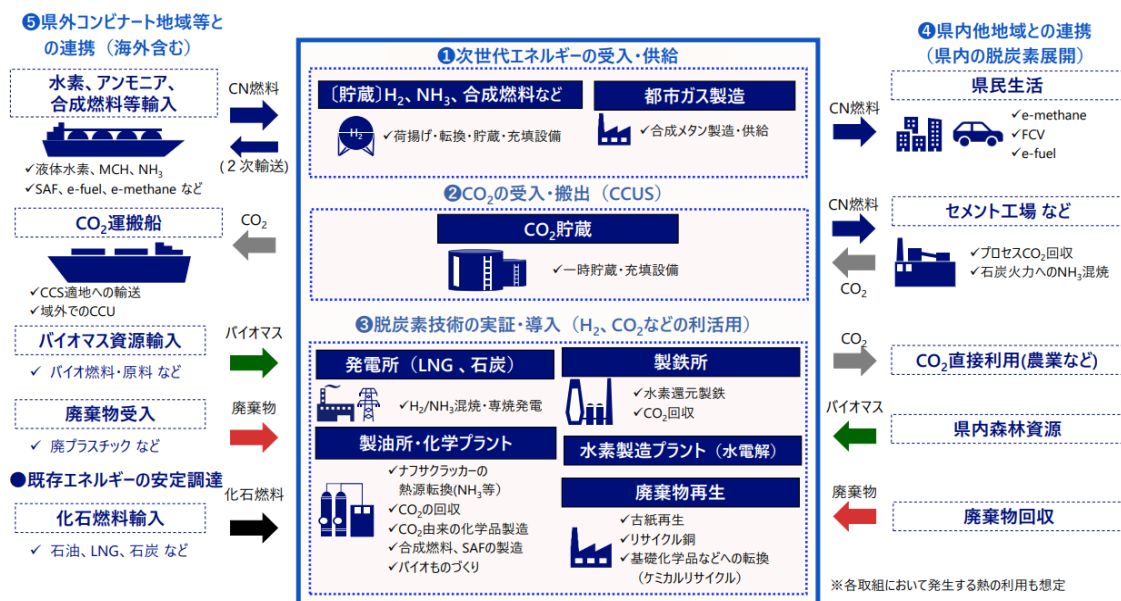 ❺県外コンビナート地域等と
の連携（海外含む）
水素、アンモニア、
合成燃料等輸入
CN燃料
(２次輸送)
✓液体水素、MCH、NH₃
✓SAF、e-fuel、e-methane など
CO₂運搬船
CO₂
✓CCS適地への輸送
✓域外でのCCU
バイオマス資源輸入
バイオマス
✓ バイオ燃料・原料 など
廃棄物受入
廃棄物
✓ 廃プラスチック など
●既存エネルギーの安定調達
化石燃料輸入
化石燃料
✓ 石油、LNG、石炭 など
❶次世代エネルギーの受入・供給
〔貯蔵〕H₂、NH₃、合成燃料など
H₂
✓荷揚げ・転換・貯蔵・充填設備
都市ガス製造
✓合成メタン製造・供給
❷CO₂の受入・搬出（CCUS）
CO₂貯蔵
✓一時貯蔵・充填設備
❸脱炭素技術の実証・導入（H₂、CO₂などの利活用）
発電所（LNG 、石炭）
✓H₂/NH₃混焼・専焼発電
製鉄所
✓水素還元製鉄
✓CO₂回収
製油所・化学プラント
✓ナフサクラッカーの
熱源転換(NH₃等)
✓CO₂の回収
✓CO₂由来の化学品製造
✓合成燃料、SAFの製造
✓バイオものづくり
水素製造プラント（水電解）
廃棄物再生
✓古紙再生
✓リサイクル銅
✓基礎化学品などへの転換
（ケミカルリサイクル）
❹県内他地域との連携
（県内の脱炭素展開）
CN燃料
県民生活
✓e-methane
✓FCV
✓e-fuel
CN燃料
CO₂
セメント工場 など
✓プロセスCO₂回収
✓石炭火力へのNH₃混焼
CO₂
CO₂直接利用(農業など)
バイオマス
県内森林資源
廃棄物
廃棄物回収
※各取組において発生する熱の利用も想定